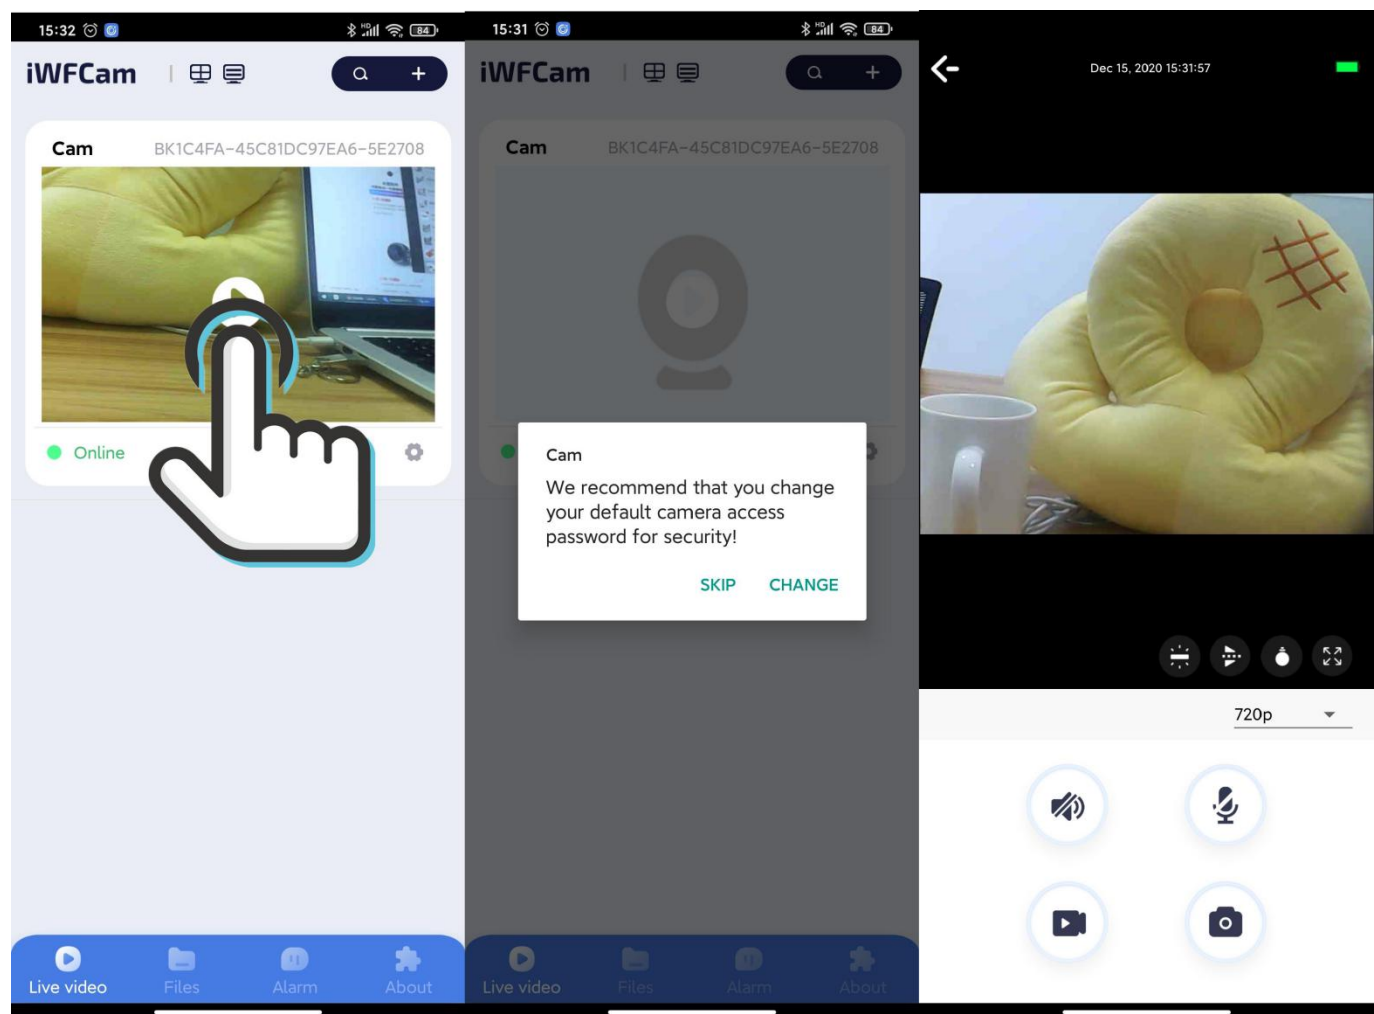 15:32
HD
84
iWFCam
Cam BK1C4FA-45C81DC97EA6-5E2708
Online
Live video Files Alarm About
15:31
HD
84
iWFCam
Cam BK1C4FA-45C81DC97EA6-5E2708
Cam
We recommend that you change
your default camera access
password for security!
SKIP CHANGE
Live video Files Alarm About
Dec 15, 2020 15:31:57
720p